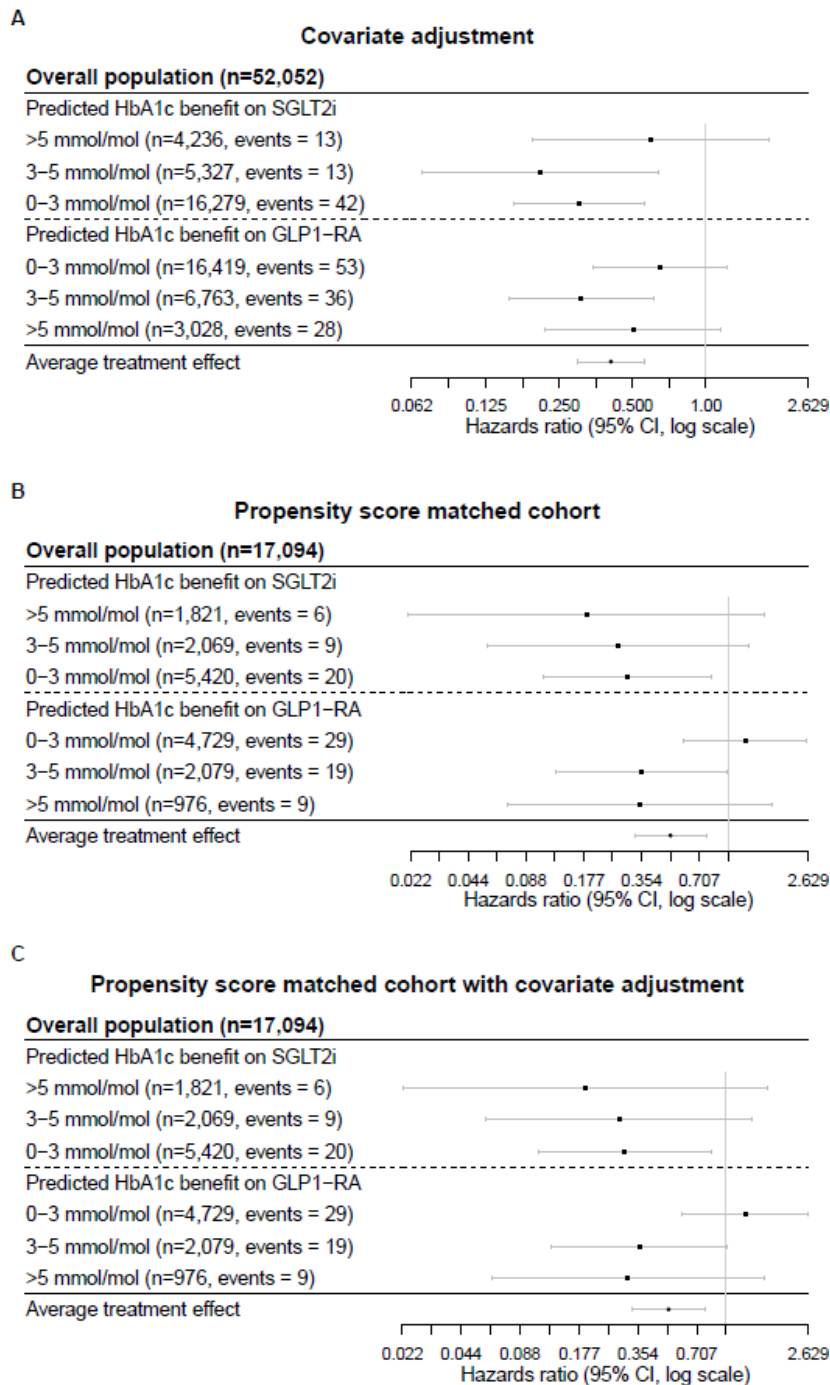 A
Covariate adjustment
Overall population (n=52,052)
Predicted HbA1c benefit on SGLT2i
>5 mmol/mol (n=4,236, events = 13)
3−5 mmol/mol (n=5,327, events = 13)
0−3 mmol/mol (n=16,279, events = 42)
Predicted HbA1c benefit on GLP1−RA
0−3 mmol/mol (n=16,419, events = 53)
3−5 mmol/mol (n=6,763, events = 36)
>5 mmol/mol (n=3,028, events = 28)
Average treatment effect
0.062 0.125 0.250 0.500 1.00 2.629
Hazards ratio (95% CI, log scale)
B
Propensity score matched cohort
Overall population (n=17,094)
Predicted HbA1c benefit on SGLT2i
>5 mmol/mol (n=1,821, events = 6)
3−5 mmol/mol (n=2,069, events = 9)
0−3 mmol/mol (n=5,420, events = 20)
Predicted HbA1c benefit on GLP1−RA
0−3 mmol/mol (n=4,729, events = 29)
3−5 mmol/mol (n=2,079, events = 19)
>5 mmol/mol (n=976, events = 9)
Average treatment effect
0.022 0.044 0.088 0.177 0.354 0.707 2.629
Hazards ratio (95% CI, log scale)
C
Propensity score matched cohort with covariate adjustment
Overall population (n=17,094)
Predicted HbA1c benefit on SGLT2i
>5 mmol/mol (n=1,821, events = 6)
3−5 mmol/mol (n=2,069, events = 9)
0−3 mmol/mol (n=5,420, events = 20)
Predicted HbA1c benefit on GLP1−RA
0−3 mmol/mol (n=4,729, events = 29)
3−5 mmol/mol (n=2,079, events = 19)
>5 mmol/mol (n=976, events = 9)
Average treatment effect
0.022 0.044 0.088 0.177 0.354 0.707 2.629
Hazards ratio (95% CI, log scale)